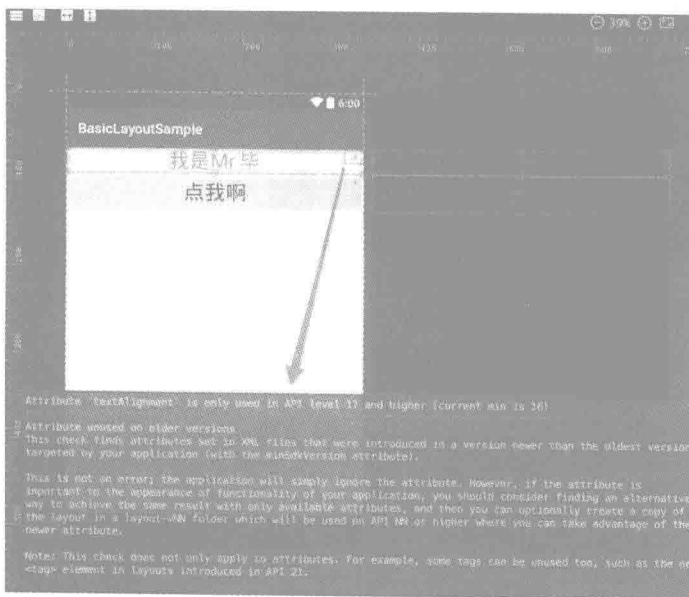 39%
0
100
200
300
6:00
BasicLayoutSample
我是Mr 毕
点我啊
Attribute `textAlignment` is only used in API level 17 and higher (current min is 16)
Attribute unused on older versions
This check finds attributes set in XML files that were introduced in a version newer than the oldest version
targeted by your application (with the minSdkVersion attribute).
This is not an error; the application will simply ignore the attribute. However, if the attribute is
important to the appearance of functionality of your application, you should consider finding an alternative
way to achieve the same result with only available attributes, and then you can optionally create a copy of
the layout in a layout-vNN folder which will be used on API NN or higher where you can take advantage of the
newer attribute.
Note: This check does not only apply to attributes. For example, some tags can be unused too, such as the
<tag> element in layouts introduced in API 21.